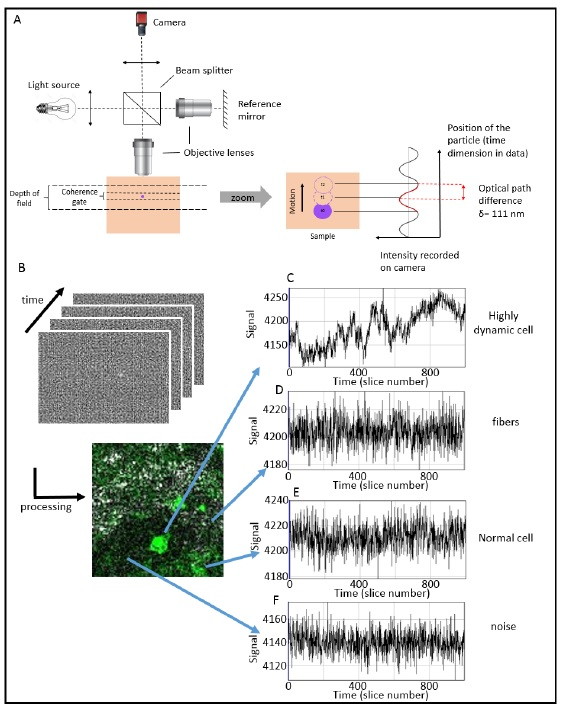 A
Camera
Beam splitter
Light source
Reference
mirror
Objective lenses
Depth of
field
Coherence
gate
zoom
Motion
Sample
Position of the
particle (time
dimension in data)
Optical path
difference
δ= 111 nm
Intensity recorded
on camera
B
time
processing
C
Signal
4250
4200
4150
0
400
800
Time (slice number)
Highly
dynamic cell
D
Signal
4220
4200
4180
0
400
800
Time (slice number)
fibers
E
Signal
4240
4220
4200
4180
0
400
800
Time (slice number)
Normal cell
F
Signal
4160
4140
4120
0
400
800
Time (slice number)
noise